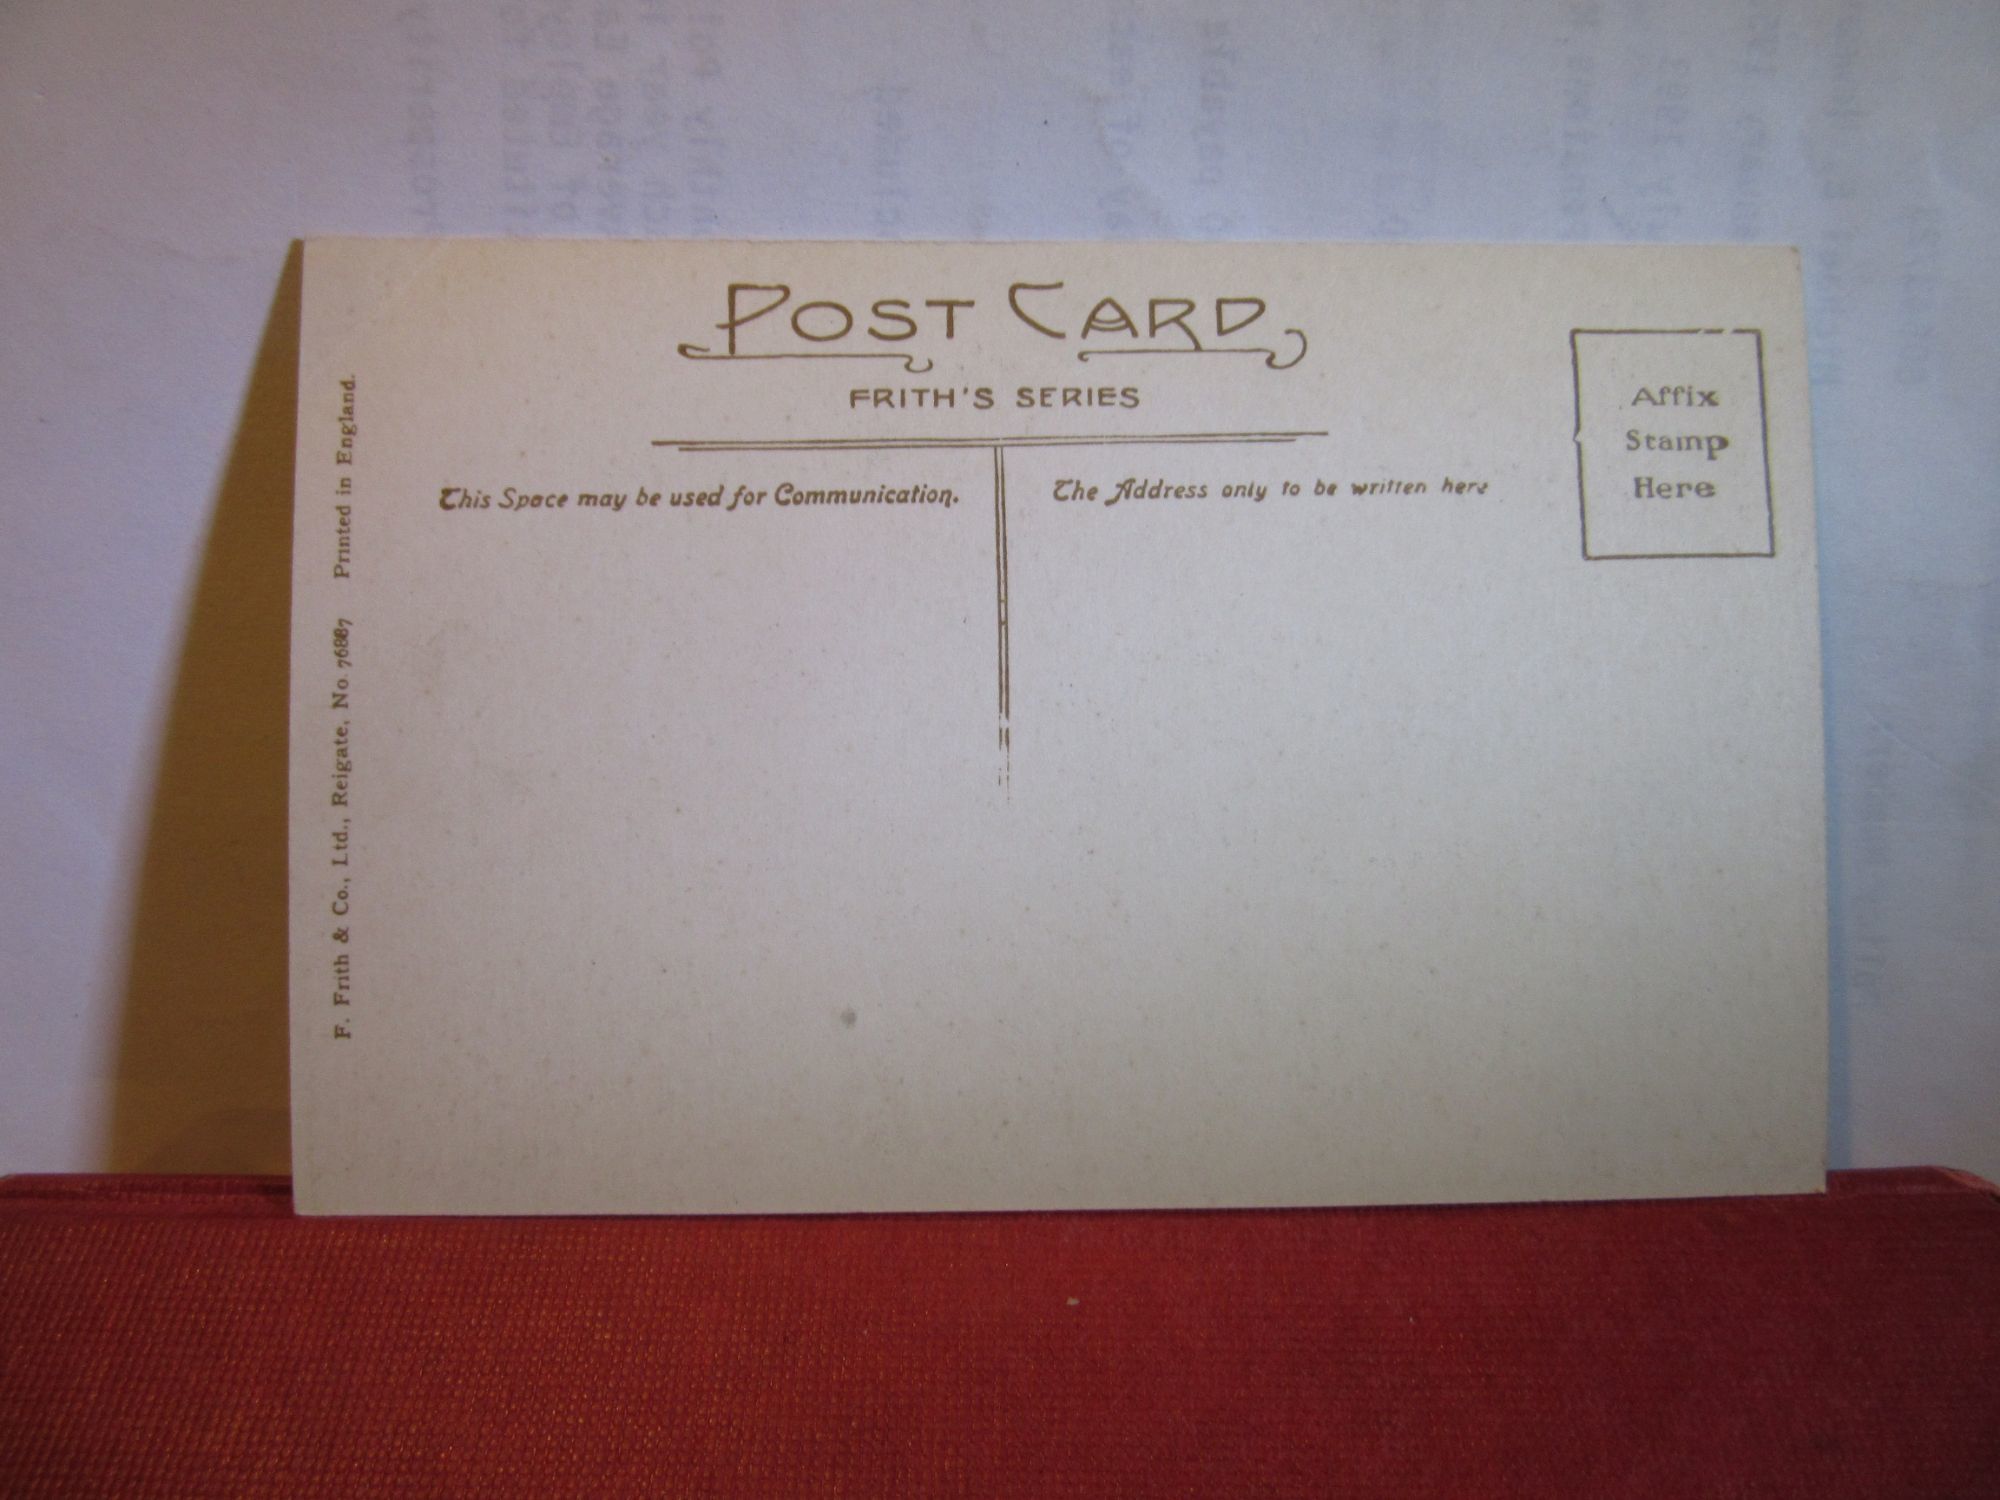 POST CARD
FRITH'S SERIES
This Space may be used for Communication.
The Address only to be written here
Affix
Stamp
Here
F. Frith & Co., Ltd., Reigate, No. 76887 Printed in England.